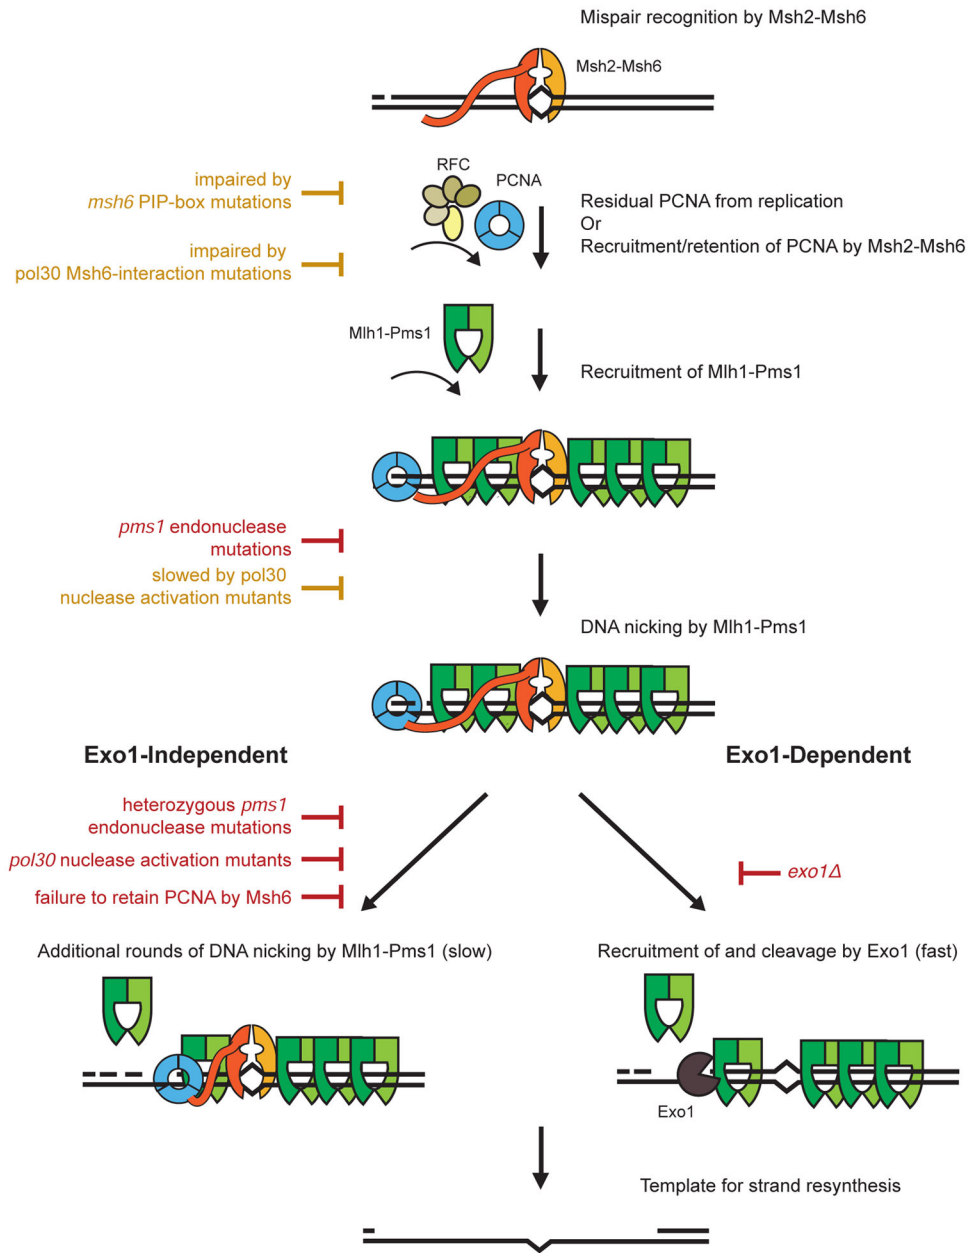 Mispair recognition by Msh2-Msh6
Msh2-Msh6
RFC
PCNA
impaired by
msh6 PIP-box mutations
Residual PCNA from replication
Or
Recruitment/retention of PCNA by Msh2-Msh6
impaired by
pol30 Msh6-interaction mutations
Mlh1-Pms1
Recruitment of Mlh1-Pms1
pms1 endonuclease
mutations
slowed by pol30
nuclease activation mutants
DNA nicking by Mlh1-Pms1
Exo1-Independent
Exo1-Dependent
heterozygous pms1
endonuclease mutations
pol30 nuclease activation mutants
failure to retain PCNA by Msh6
exo1Δ
Additional rounds of DNA nicking by Mlh1-Pms1 (slow)
Recruitment of and cleavage by Exo1 (fast)
Exo1
Template for strand resynthesis